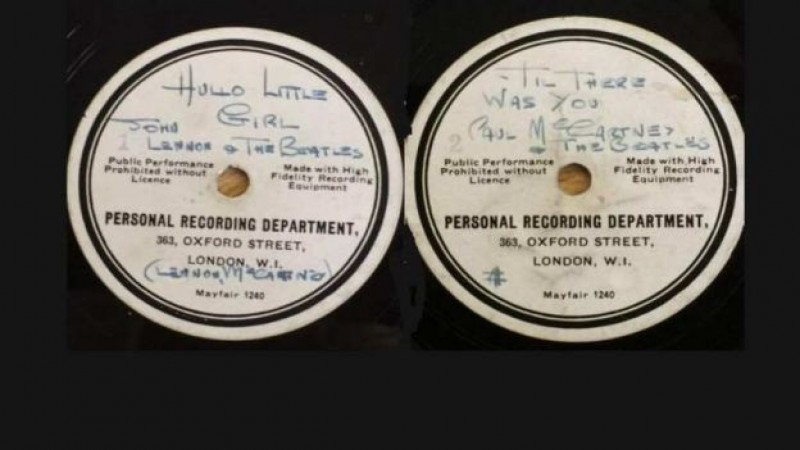 HULLO LITTLE
GIRL
JOHN
LENNON & THE BEATLES
1
Public Performance
Prohibited without
Licence
Made with High
Fidelity Recording
Equipment
PERSONAL RECORDING DEPARTMENT,
363, OXFORD STREET,
LONDON, W.I.
(LENNON, McCARTNEY)
Mayfair 1240
'TIL THERE
WAS YOU
PAUL McCARTNEY
& THE BEATLES
2
Public Performance
Prohibited without
Licence
Made with High
Fidelity Recording
Equipment
PERSONAL RECORDING DEPARTMENT,
363, OXFORD STREET,
LONDON, W.I.
#
Mayfair 1240